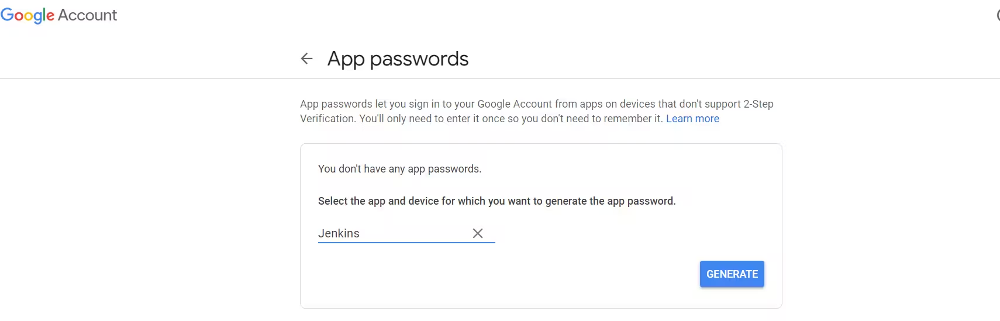 Google Account
App passwords
App passwords let you sign in to your Google Account from apps on devices that don't support 2-Step
Verification. You'll only need to enter it once so you don't need to remember it. Learn more
You don't have any app passwords.
Select the app and device for which you want to generate the app password.
Jenkins
GENERATE